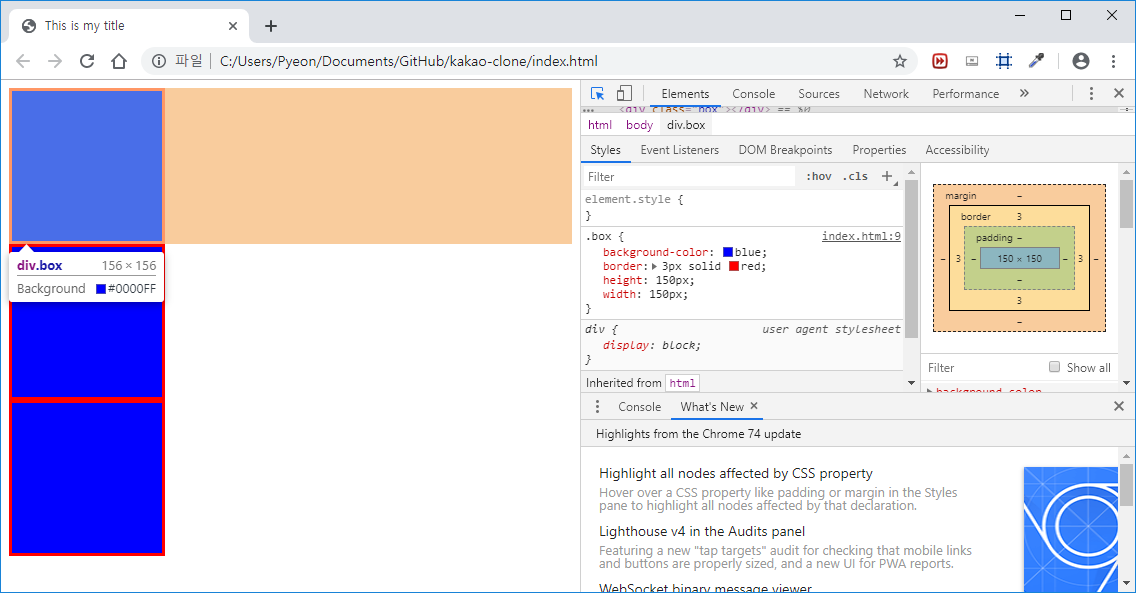 This is my title
파일 C:/Users/Pyeon/Documents/GitHub/kakao-clone/index.html
div.box 156 × 156
Background #0000FF
Elements Console Sources Network Performance »
<div class="box"></div> == $0
html body div.box
Styles Event Listeners DOM Breakpoints Properties Accessibility
Filter :hov .cls +
element.style {
}
.box { index.html:9
background-color: blue;
border: 3px solid red;
height: 150px;
width: 150px;
}
div { user agent stylesheet
display: block;
}
Inherited from html
margin –
border 3
padding –
– 3 – 150 × 150 – 3 –
–
3
–
Filter Show all
background-color
Console What's New
Highlights from the Chrome 74 update
Highlight all nodes affected by CSS property
Hover over a CSS property like padding or margin in the Styles
pane to highlight all nodes affected by that declaration.
Lighthouse v4 in the Audits panel
Featuring a new "tap targets" audit for checking that mobile links
and buttons are properly sized, and a new UI for PWA reports.
WebSocket binary message viewer